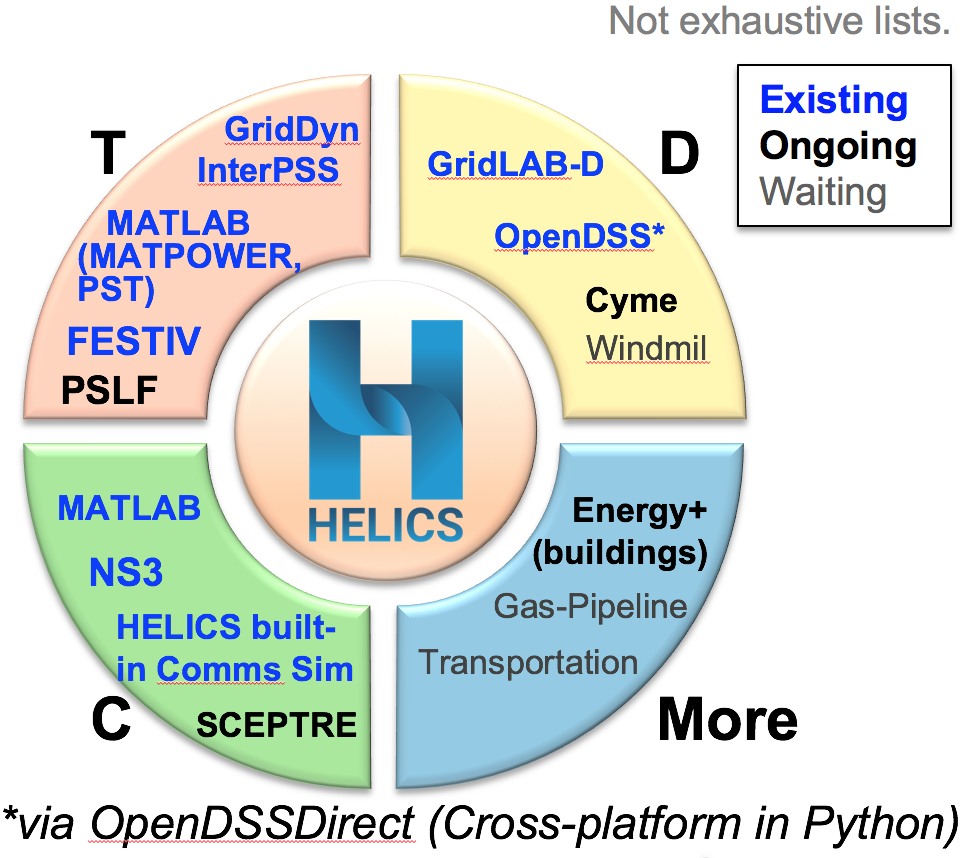 Not exhaustive lists.
Existing
Ongoing
Waiting
T
GridDyn
InterPSS
MATLAB
(MATPOWER,
PST)
FESTIV
PSLF
D
GridLAB-D
OpenDSS*
Cyme
Windmil
HELICS
MATLAB
NS3
HELICS built-
in Comms Sim
SCEPTRE
C
Energy+
(buildings)
Gas-Pipeline
Transportation
More
*via OpenDSSDirect (Cross-platform in Python)